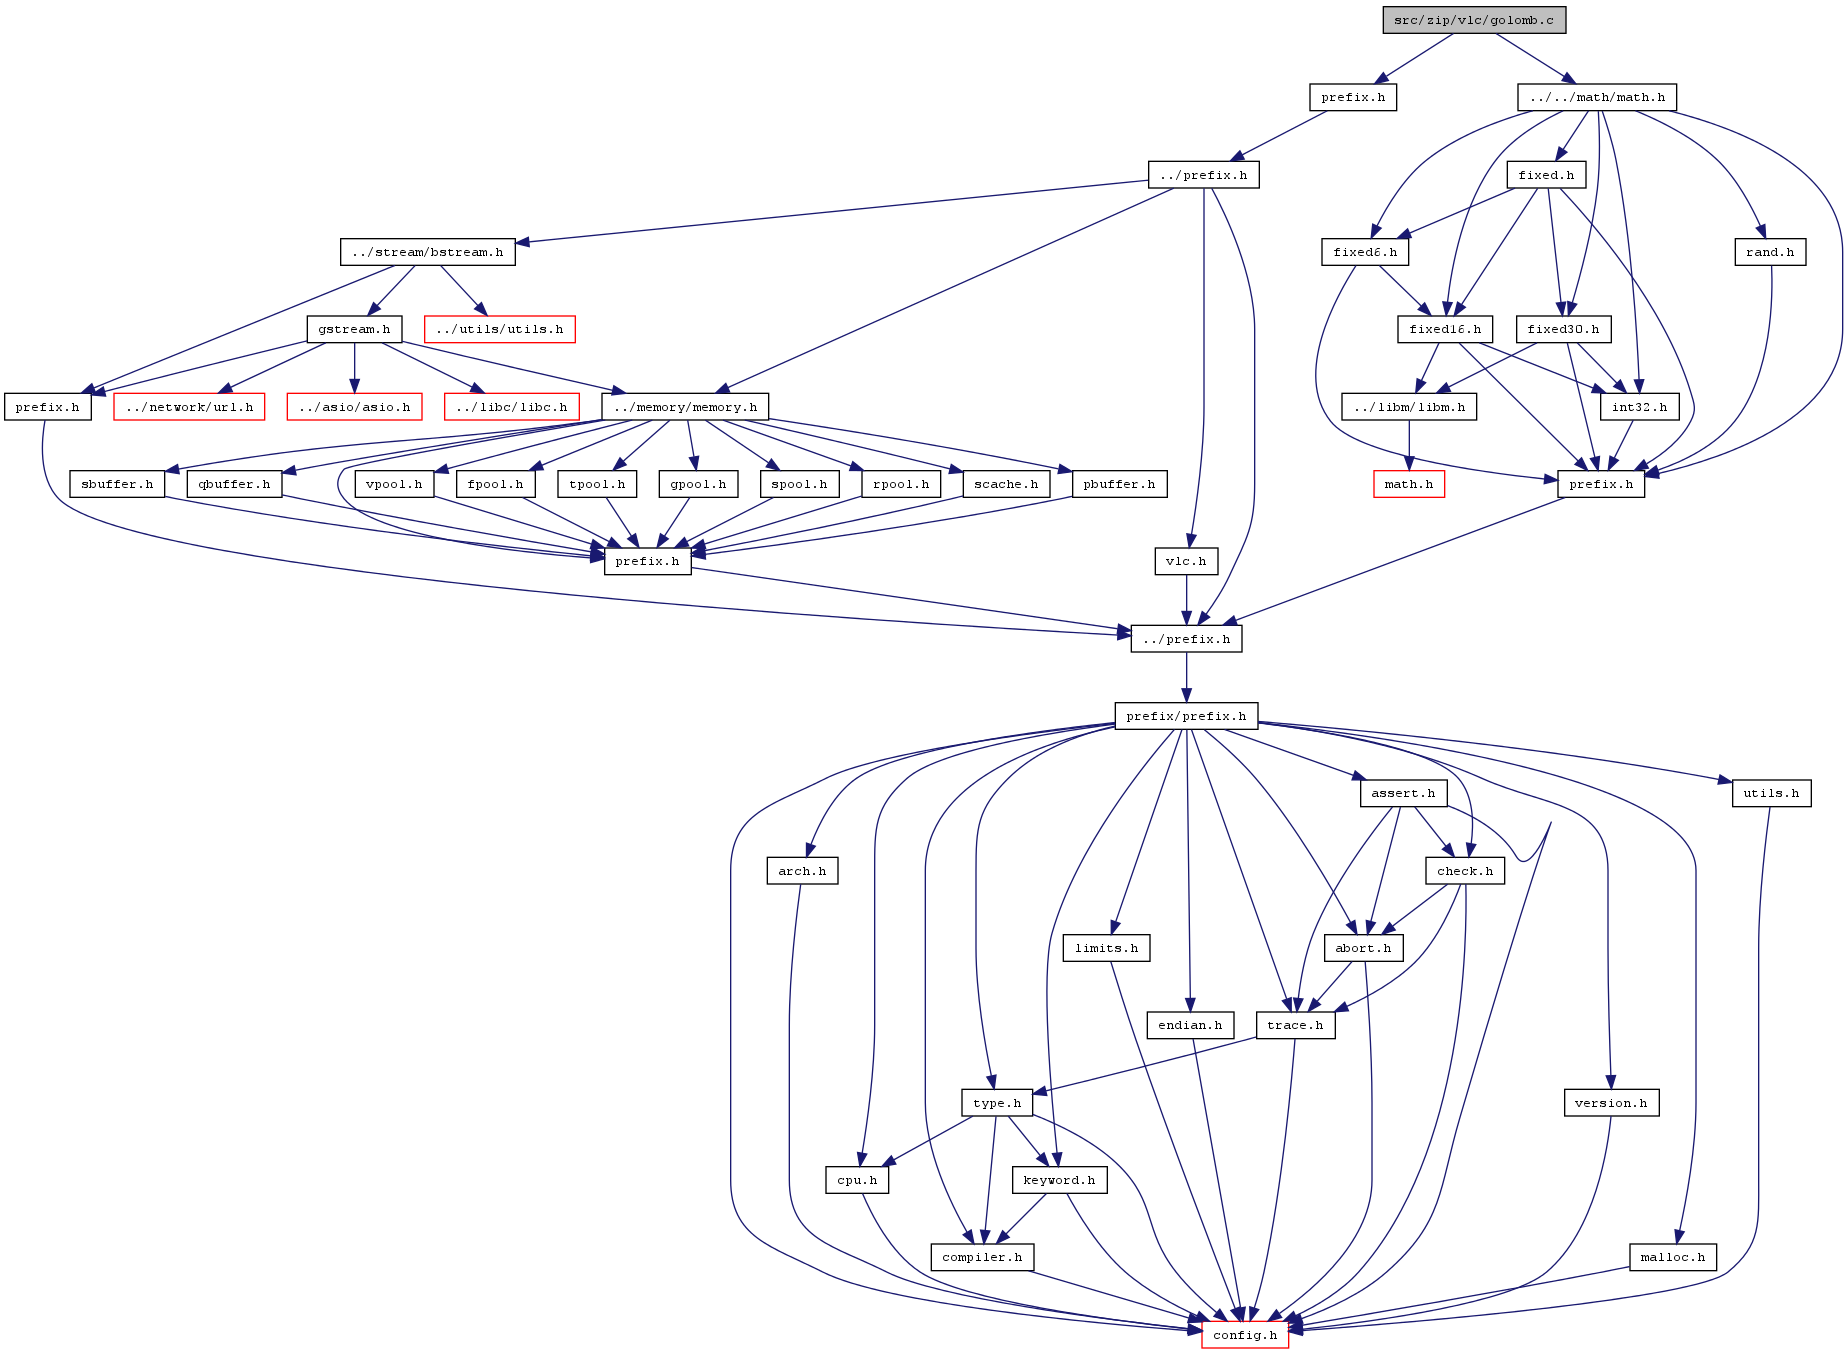 src/zip/vlc/golomb.c
prefix.h
../../math/math.h
../prefix.h
fixed.h
../stream/bstream.h
fixed6.h
rand.h
gstream.h
../utils/utils.h
fixed16.h
fixed30.h
prefix.h
../network/url.h
../asio/asio.h
../libc/libc.h
../memory/memory.h
../libm/libm.h
int32.h
sbuffer.h
qbuffer.h
vpool.h
fpool.h
tpool.h
gpool.h
spool.h
rpool.h
scache.h
pbuffer.h
math.h
prefix.h
prefix.h
vlc.h
../prefix.h
prefix/prefix.h
assert.h
utils.h
arch.h
check.h
limits.h
abort.h
endian.h
trace.h
type.h
version.h
cpu.h
keyword.h
compiler.h
malloc.h
config.h